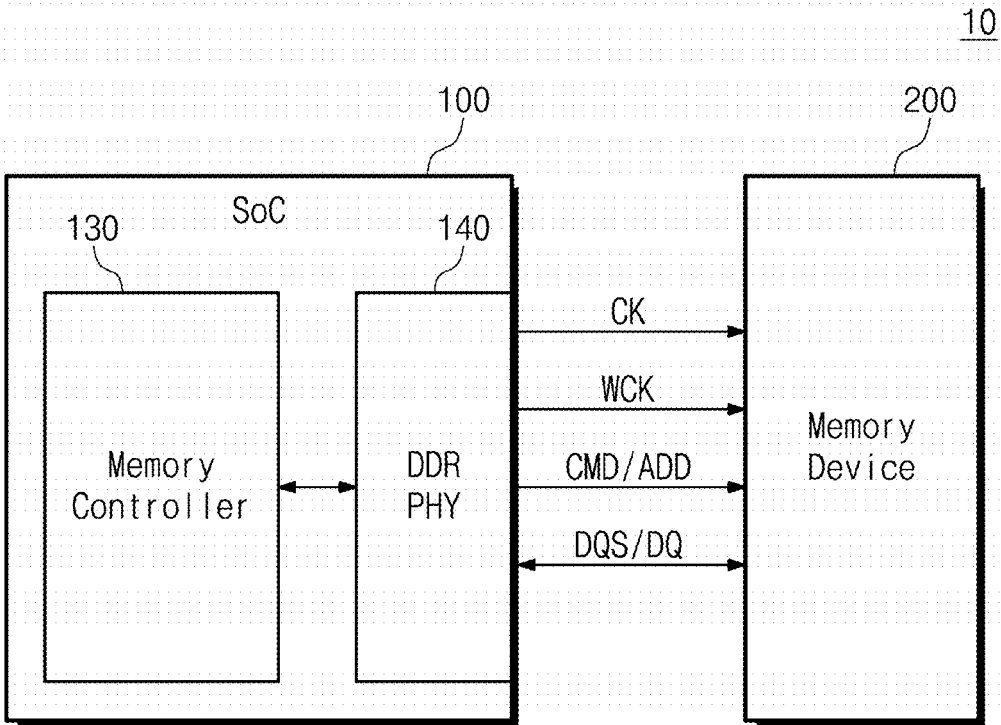 10
100
200
SoC
130
140
CK
WCK
Memory
Controller
DDR
PHY
CMD/ADD
Memory
Device
DQS/DQ